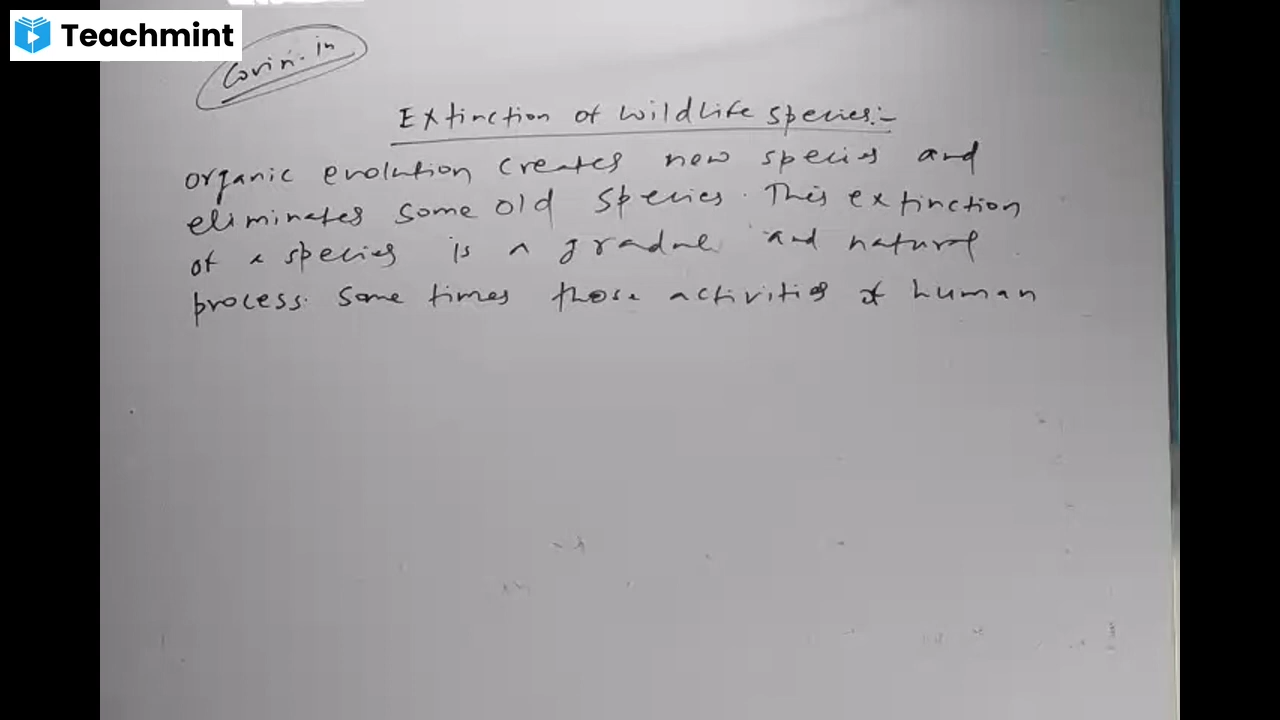 Teachmint
Extinction of wildLife species:-
organic evolution creates new species and
eliminates some old species. This extinction
of a species is a gradual and natural
process. Some times those activities of human